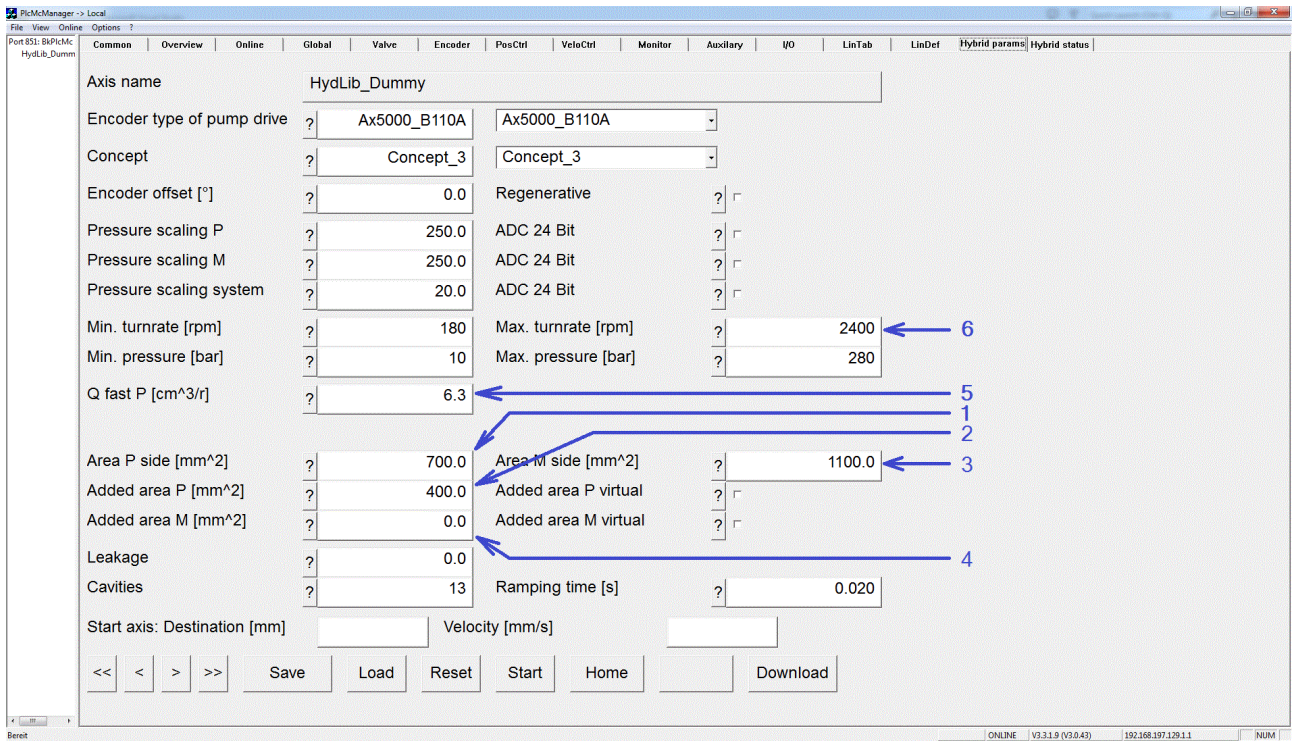 PlcMcManager -> Local
File View Online Options ?
Port 851: BkPlcMc
HydLib_Dumm
Common Overview Online Global Valve Encoder PosCtrl VeloCtrl Monitor Auxilary I/O LinTab LinDef Hybrid params Hybrid status
Axis name HydLib_Dummy
Encoder type of pump drive ? Ax5000_B110A Ax5000_B110A
Concept ? Concept_3 Concept_3
Encoder offset [°] ? 0.0 Regenerative ?
Pressure scaling P ? 250.0 ADC 24 Bit ?
Pressure scaling M ? 250.0 ADC 24 Bit ?
Pressure scaling system ? 20.0 ADC 24 Bit ?
Min. turnrate [rpm] ? 180 Max. turnrate [rpm] ? 2400 6
Min. pressure [bar] ? 10 Max. pressure [bar] ? 280
Q fast P [cm^3/r] ? 6.3 5
1
2
Area P side [mm^2] ? 700.0 Area M side [mm^2] ? 1100.0 3
Added area P [mm^2] ? 400.0 Added area P virtual ?
Added area M [mm^2] ? 0.0 Added area M virtual ?
Leakage ? 0.0 4
Cavities ? 13 Ramping time [s] ? 0.020
Start axis: Destination [mm] Velocity [mm/s]
<< < > >> Save Load Reset Start Home Download
Bereit ONLINE V3.3.1.9 (V3.0.43) 192.168.197.129.1.1 NUM